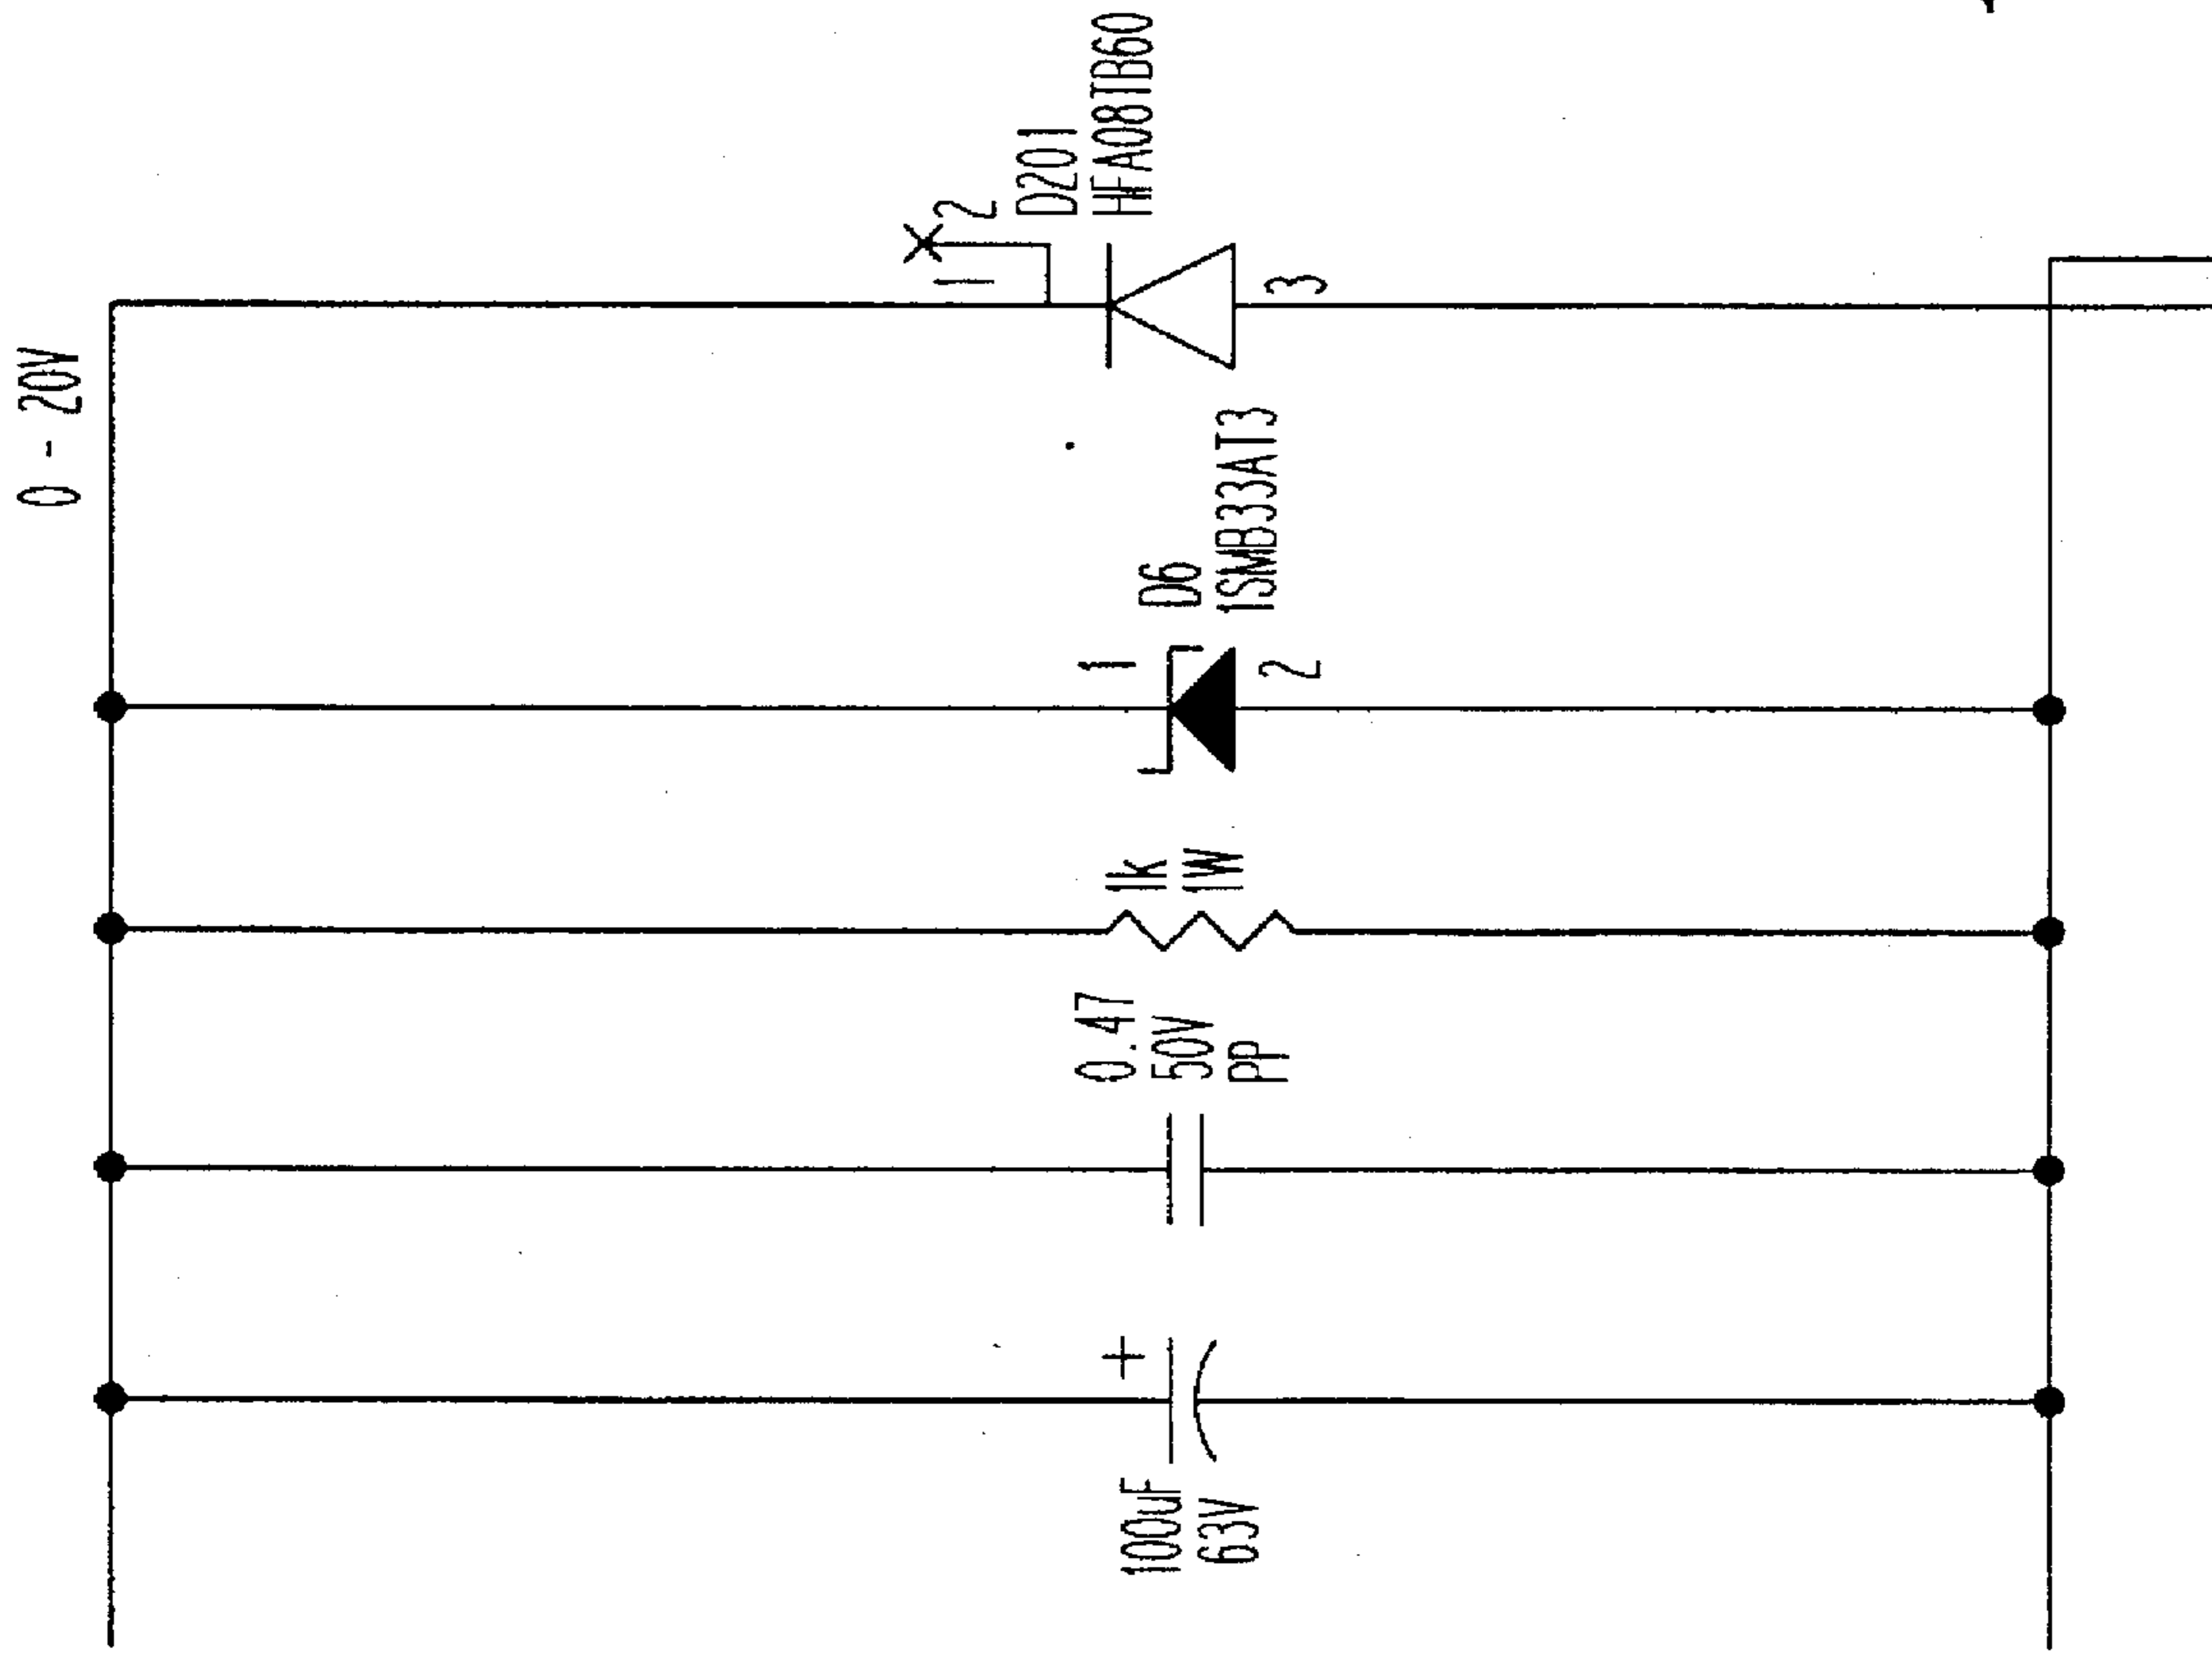 0 - 20V
1
2
D201
HFA08TB60
3
1
D6
1SMB33AT3
2
1K
1W
0.47
50V
PP
+
100uF
63V